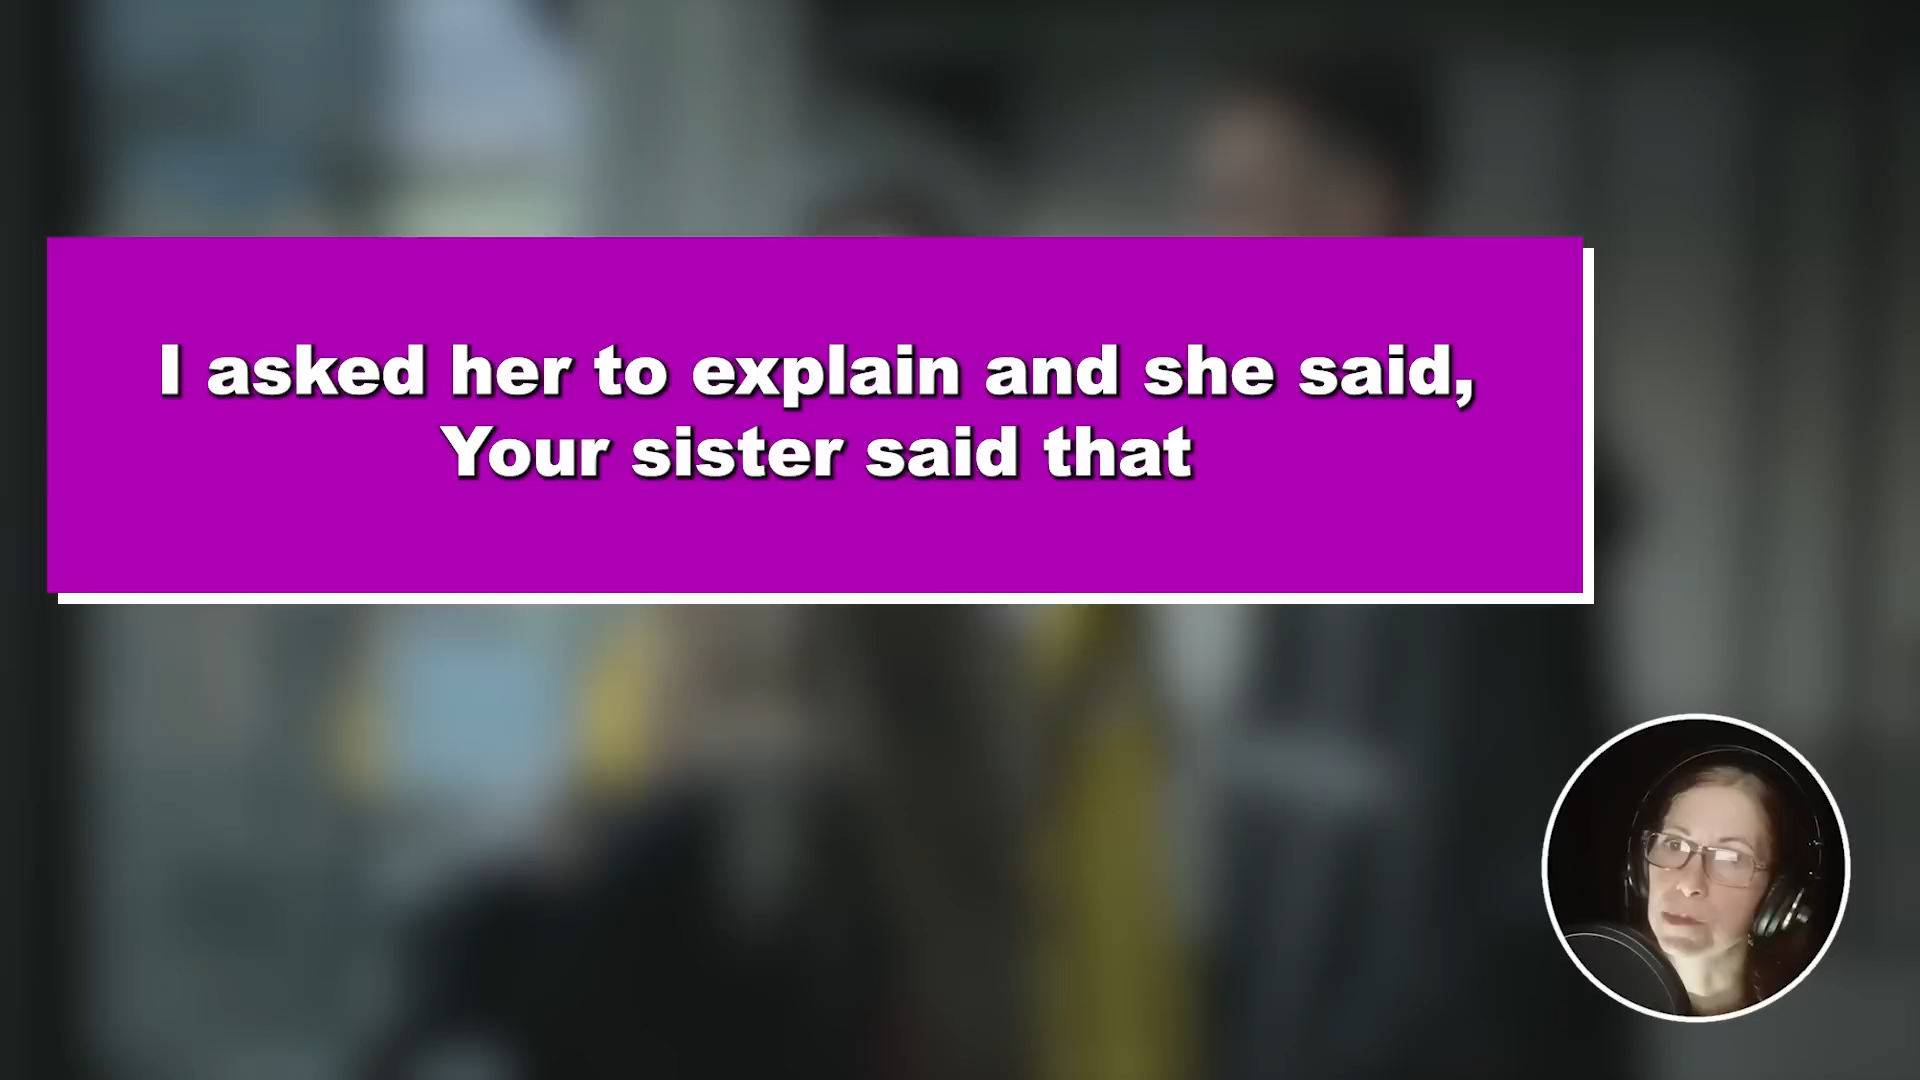 I asked her to explain and she said,
Your sister said that